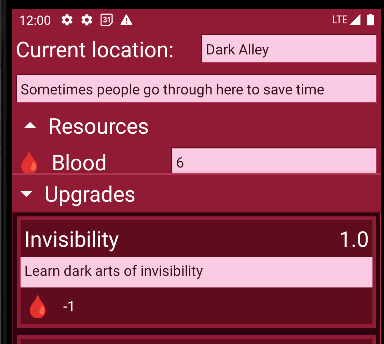 12:00 31 LTE
Current location: Dark Alley
Sometimes people go through here to save time
Resources
Blood 6
Upgrades
Invisibility 1.0
Learn dark arts of invisibility
-1